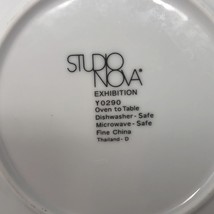 STUDIO
NOVA®
EXHIBITION
Y0290
Oven to Table
Dishwasher - Safe
Microwave - Safe
Fine China
Thailand - D